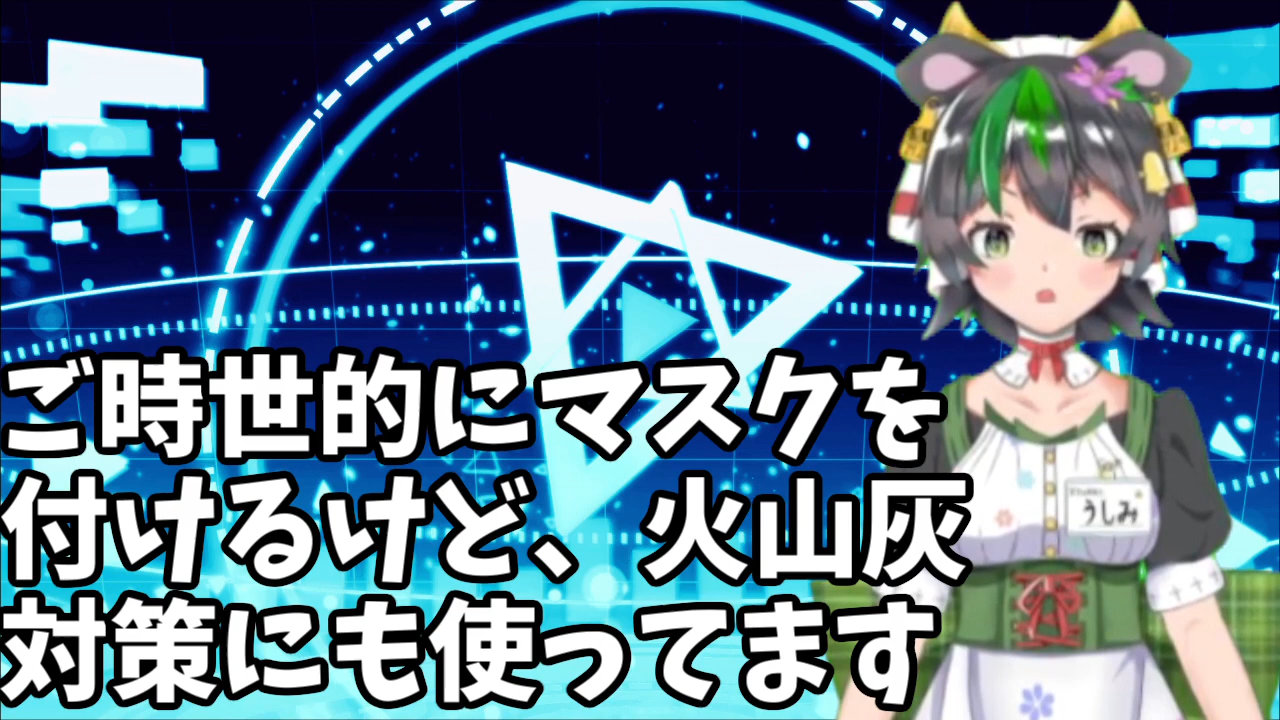 ご時世的にマスクを
付けるけど、火山灰
対策にも使ってます
うしみ